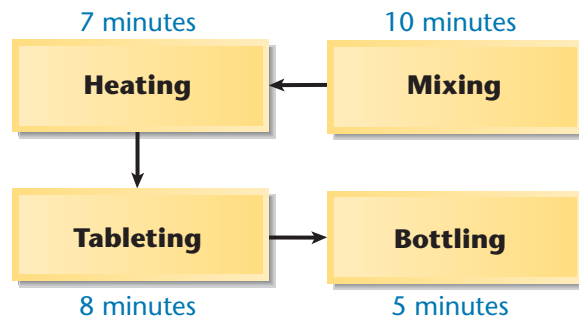 7 minutes
10 minutes
Heating
Mixing
Tableting
Bottling
8 minutes
5 minutes